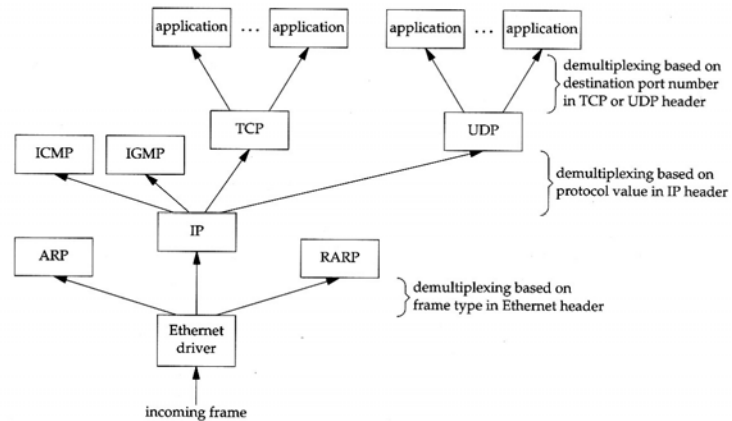 application ... application
application ... application
demultiplexing based on
destination port number
in TCP or UDP header
TCP
UDP
ICMP
IGMP
demultiplexing based on
protocol value in IP header
IP
ARP
RARP
demultiplexing based on
frame type in Ethernet header
Ethernet
driver
incoming frame